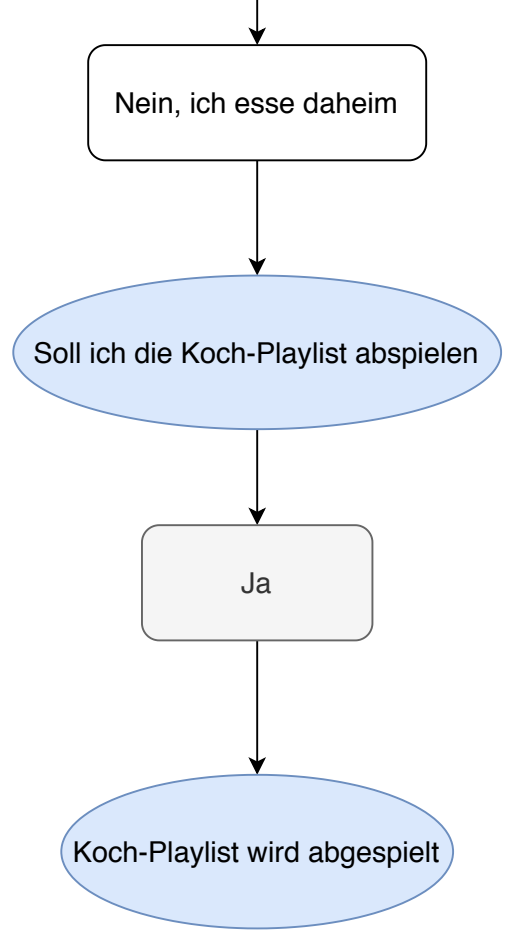 Nein, ich esse daheim
Soll ich die Koch-Playlist abspielen
Ja
Koch-Playlist wird abgespielt